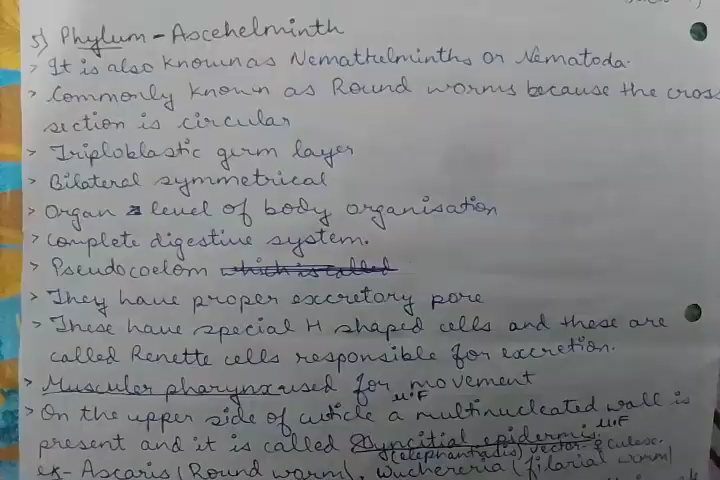 5) Phylum - Ascehelminth
> It is also known as Nemathelminths or Nematoda.
> Commonly known as Round worms because the cross
section is circular
> Triploblastic germ layer
> Bilateral symmetrical
> Organ level of body organisation
> Complete digestive system.
> Pseudocoelom which is called
> They have proper excretory pore
> These have special H shaped cells and these are
called Renette cells responsible for excretion.
> Muscular pharynx used for movement
M.F
> On the upper side of cuticle a multinucleated wall is
M.F
present and it is called Syncitial epidermis
(elephantiasis) vector- culex.
eg- Ascaris (Round worm), Wuchereria (filarial worm)